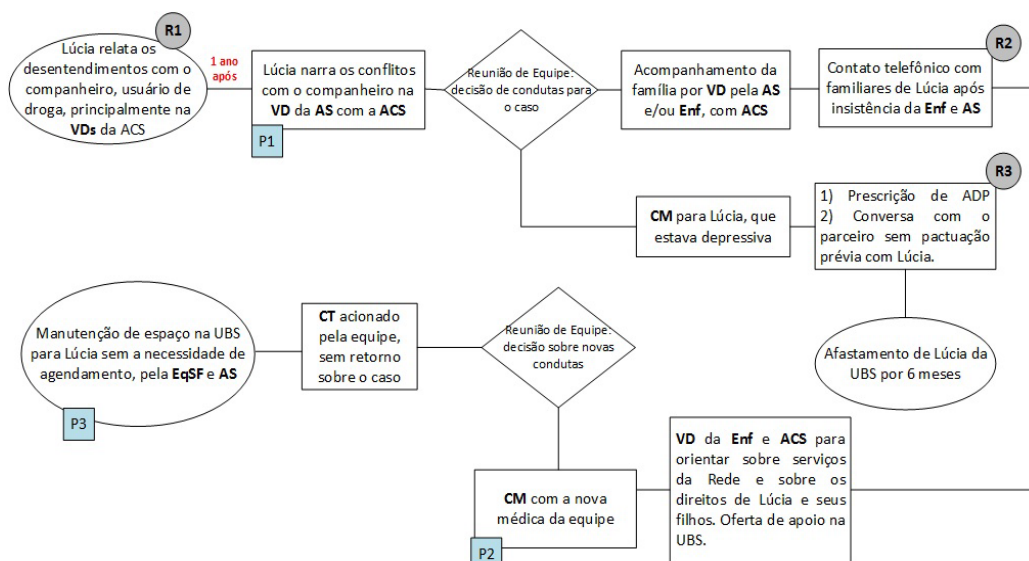 R1
Lúcia relata os
desentendimentos com o
companheiro, usuário de
droga, principalmente na
VDs da ACS
1 ano
após
Lúcia narra os conflitos
com o companheiro na
VD da AS com a ACS
P1
Reunião de Equipe:
decisão de condutas para
o caso
Acompanhamento da
família por VD pela AS
e/ou Enf, com ACS
R2
Contato telefônico com
familiares de Lúcia após
insistência da Enf e AS
CM para Lúcia, que
estava depressiva
R3
1) Prescrição de ADP
2) Conversa com o
parceiro sem pactuação
prévia com Lúcia.
Afastamento de Lúcia da
UBS por 6 meses
Manutenção de espaço na UBS
para Lúcia sem a necessidade de
agendamento, pela EqSF e AS
P3
CT acionado
pela equipe,
sem retorno
sobre o caso
Reunião de Equipe:
decisão sobre novas
condutas
CM com a nova
médica da equipe
P2
VD da Enf e ACS para
orientar sobre serviços
da Rede e sobre os
direitos de Lúcia e seus
filhos. Oferta de apoio na
UBS.